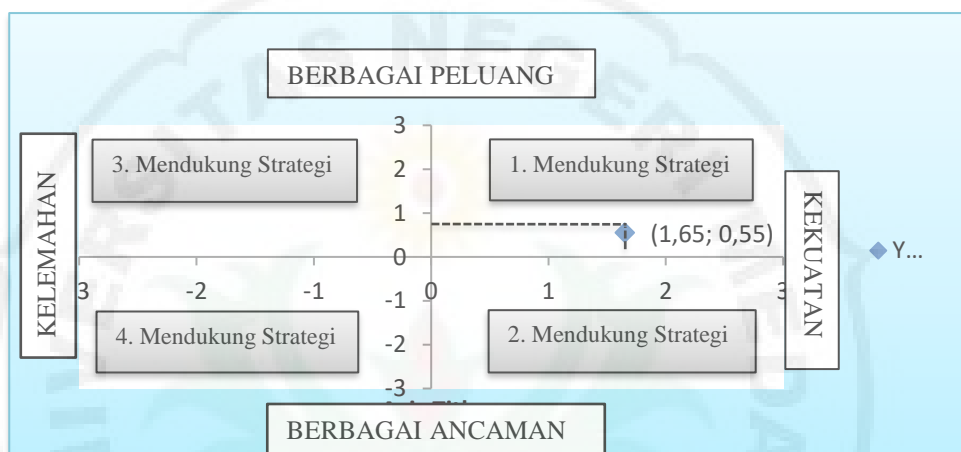 BERBAGAI PELUANG
3
3. Mendukung Strategi
2
1. Mendukung Strategi
KELEMAHAN
KEKUATAN
1
(1,65; 0,55)
Y...
0
3 -2 -1 0 1 2 3
-1
4. Mendukung Strategi
2. Mendukung Strategi
-2
-3
BERBAGAI ANCAMAN